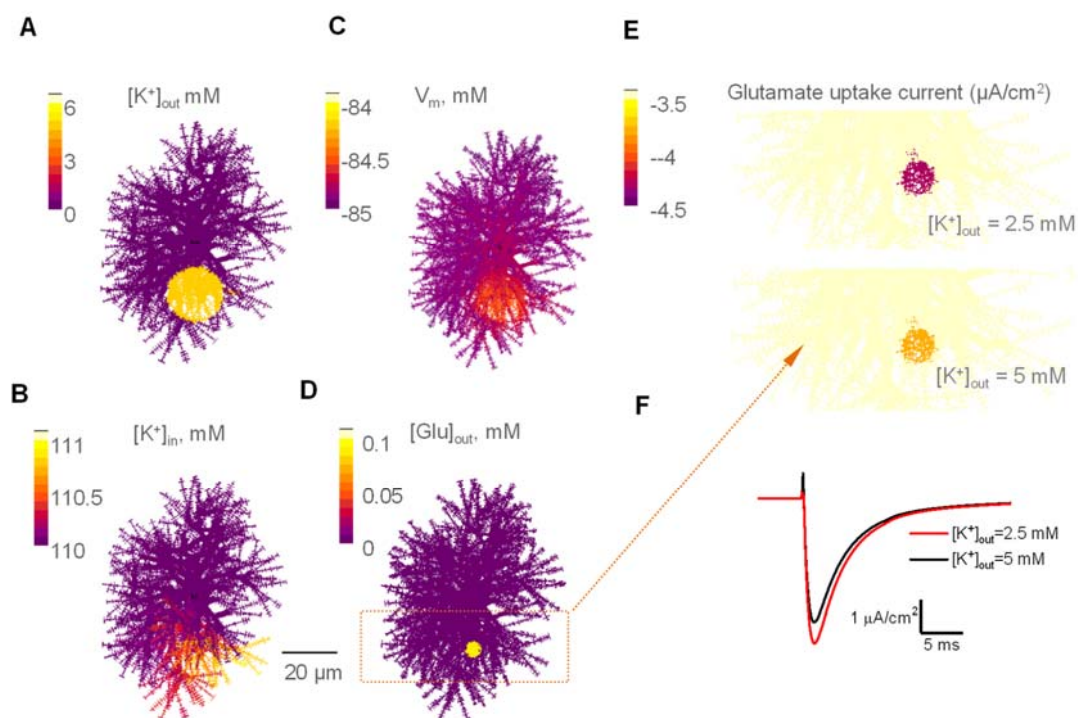 A
[K⁺]out mM
6
3
0
C
Vm, mM
-84
-84.5
-85
E
Glutamate uptake current (µA/cm²)
-3.5
--4
-4.5
[K⁺]out = 2.5 mM
[K⁺]out = 5 mM
B
[K⁺]in, mM
111
110.5
110
20 µm
D
[Glu]out, mM
0.1
0.05
0
F
[K⁺]out=2.5 mM
[K⁺]out=5 mM
1 µA/cm²
5 ms